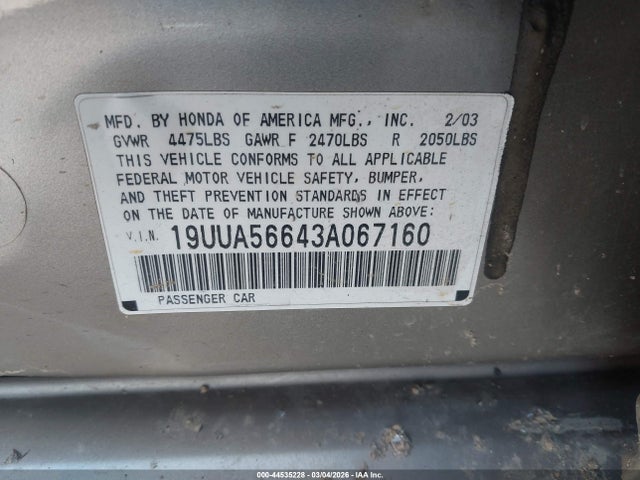 MFD. BY HONDA OF AMERICA MFG., INC. 2/03
GVWR 4475LBS GAWR F 2470LBS R 2050LBS
THIS VEHICLE CONFORMS TO ALL APPLICABLE
FEDERAL MOTOR VEHICLE SAFETY, BUMPER,
AND THEFT PREVENTION STANDARDS IN EFFECT
ON THE DATE OF MANUFACTURE SHOWN ABOVE:
V.I.N. 19UUA56643A067160
PASSENGER CAR
000-44535228 - 03/04/2026 - IAAI.COM